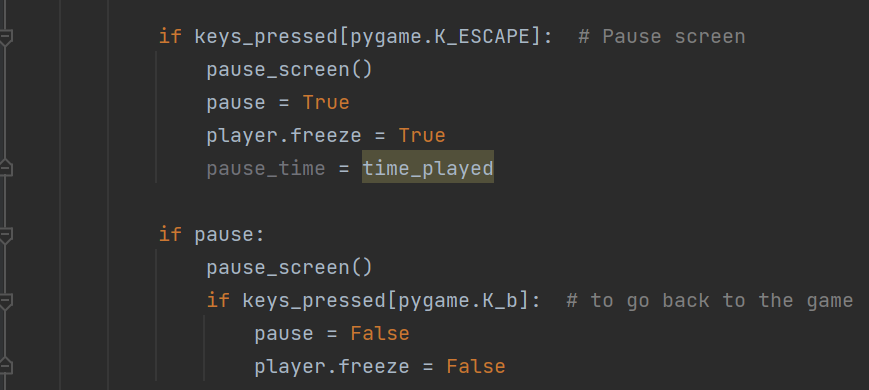 if keys_pressed[pygame.K_ESCAPE]:  # Pause screen
    pause_screen()
    pause = True
    player.freeze = True
    pause_time = time_played

if pause:
    pause_screen()
    if keys_pressed[pygame.K_b]:  # to go back to the game
        pause = False
        player.freeze = False